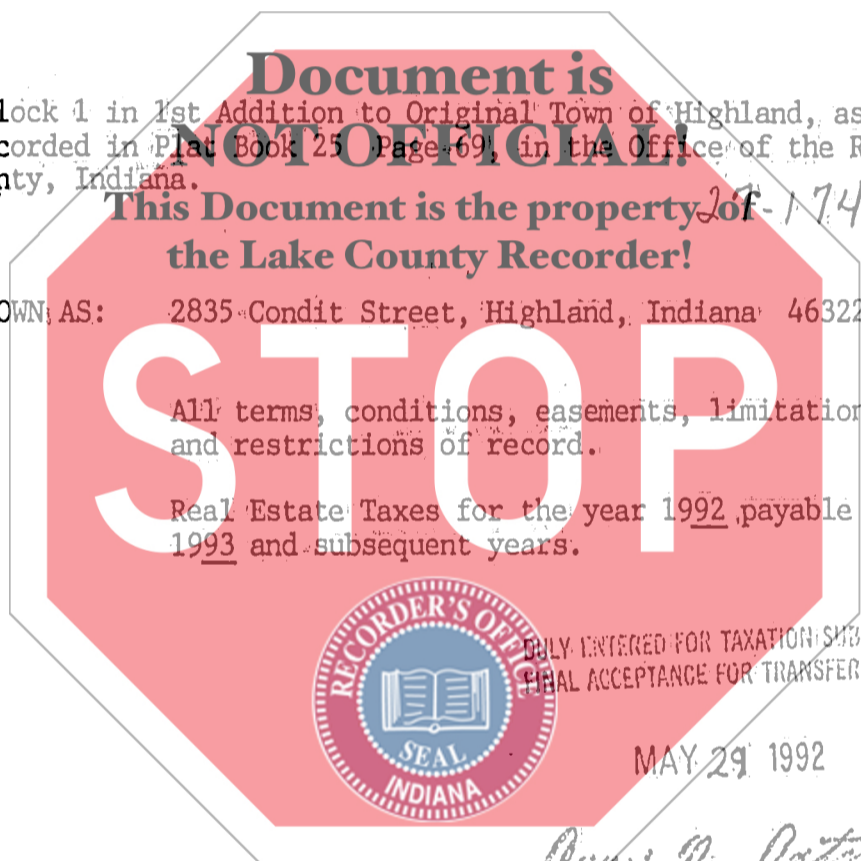 Document is
lock 1 in 1st Addition to Original Town of Highland, as
corded in Plat Book 25 Page 69, in the Office of the R
NOT OFFICIAL!
nty, Indiana.
This Document is the property of
27-174
the Lake County Recorder!
OWN AS: 2835 Condit Street, Highland, Indiana 46322
STOP
All terms, conditions, easements, limitation
and restrictions of record.
Real Estate Taxes for the year 1992 payable
1993 and subsequent years.
RECORDER'S OFFICE
SEAL
INDIANA
DULY ENTERED FOR TAXATION SUB
FINAL ACCEPTANCE FOR TRANSFER
MAY 29 1992